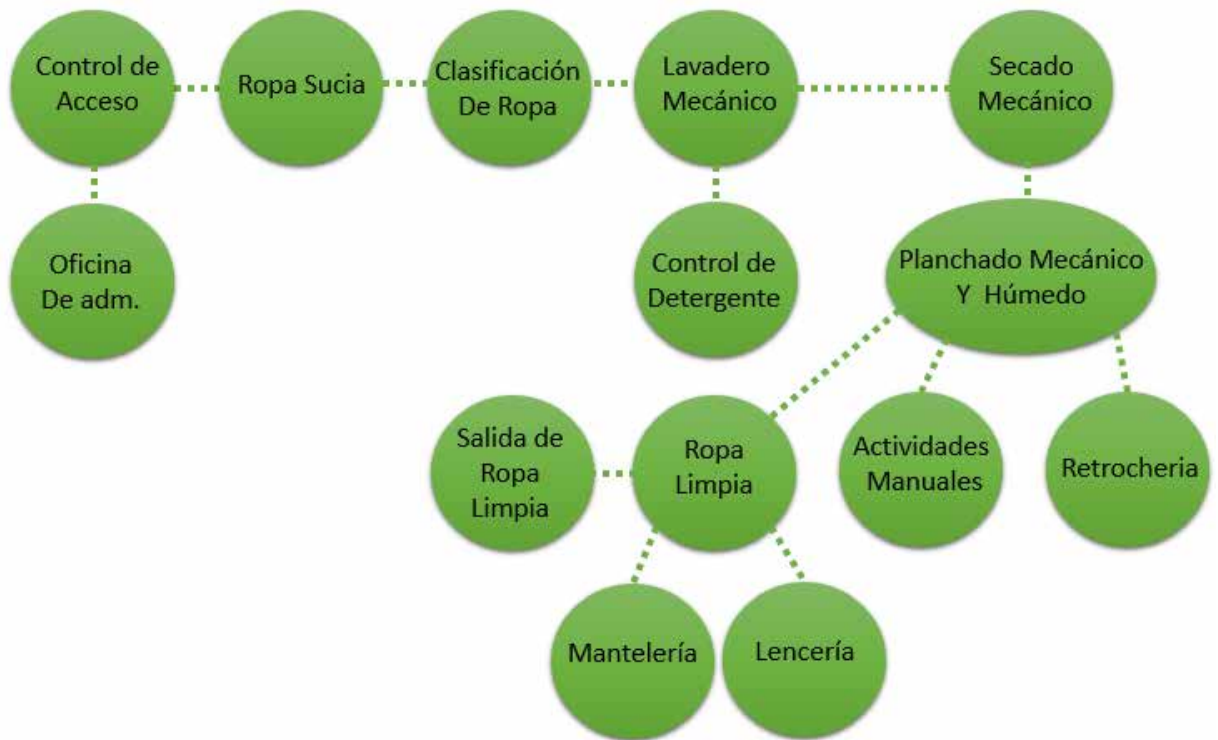 Control de
Acceso
Ropa Sucia
Clasificación
De Ropa
Lavadero
Mecánico
Secado
Mecánico
Oficina
De adm.
Control de
Detergente
Planchado Mecánico
Y Húmedo
Salida de
Ropa
Limpia
Ropa
Limpia
Actividades
Manuales
Retrocheria
Mantelería
Lencería